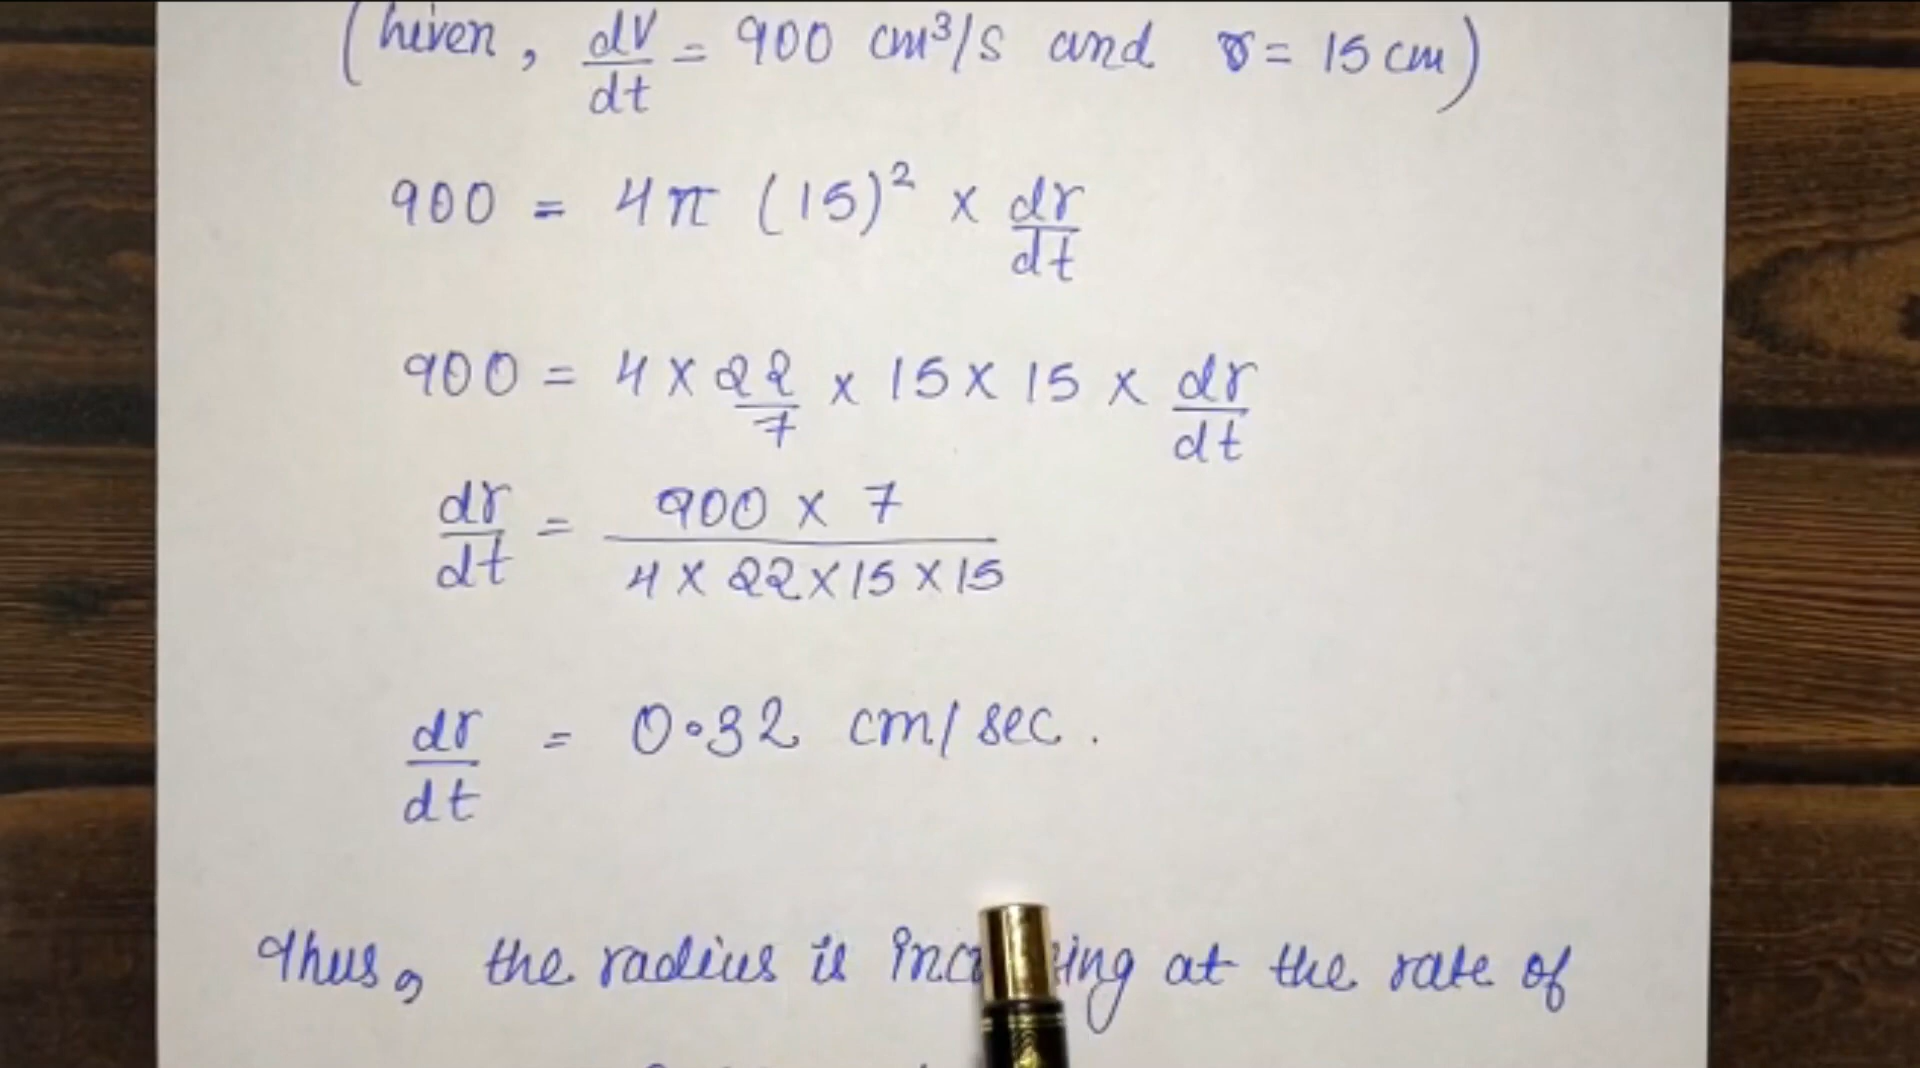 (Given, dV/dt = 900 cm³/s and r = 15 cm)
900 = 4π (15)² × dr/dt
900 = 4 × 22/7 × 15 × 15 × dr/dt
dr/dt = 900 × 7 / 4 × 22 × 15 × 15
dr/dt = 0.32 cm/sec.
Thus, the radius is increasing at the rate of